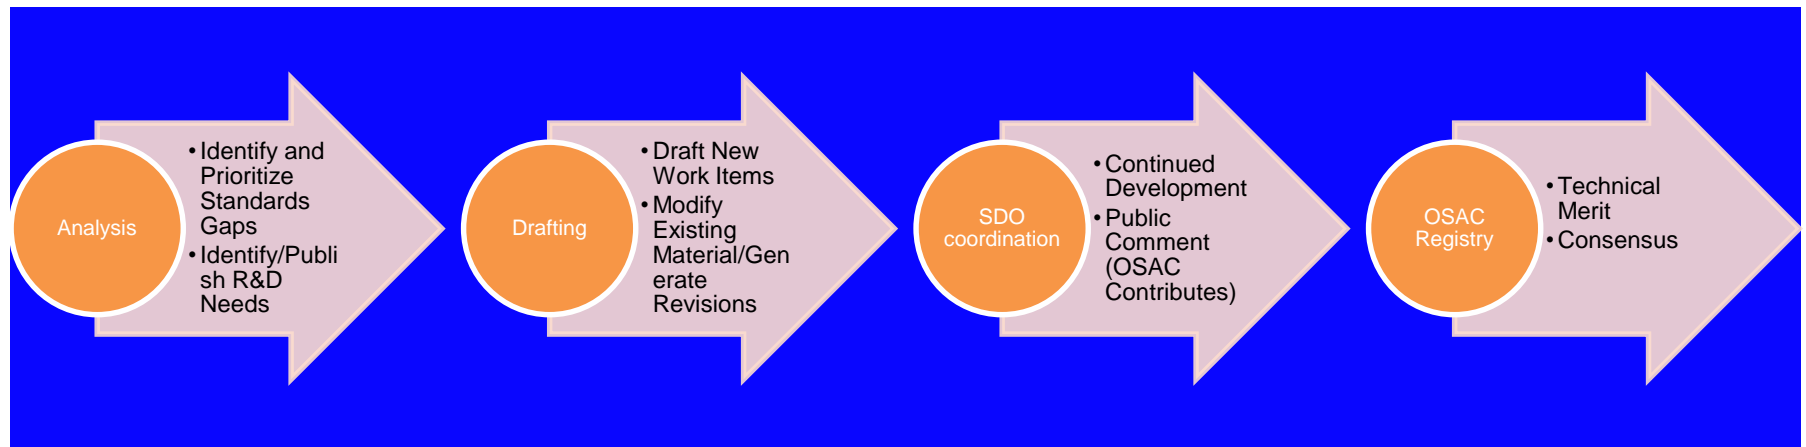 Analysis
• Identify and
Prioritize
Standards
Gaps
• Identify/Publi
sh R&D
Needs
Drafting
• Draft New
Work Items
• Modify
Existing
Material/Gen
erate
Revisions
SDO
coordination
• Continued
Development
• Public
Comment
(OSAC
Contributes)
OSAC
Registry
• Technical
Merit
• Consensus